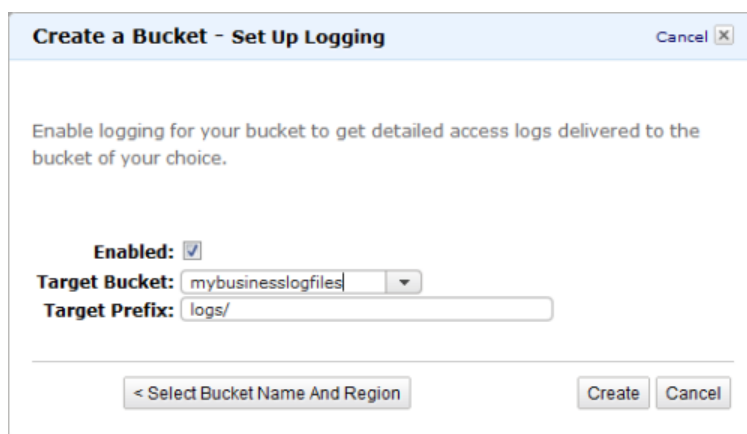 Create a Bucket - Set Up Logging
Cancel
Enable logging for your bucket to get detailed access logs delivered to the
bucket of your choice.
Enabled:
Target Bucket: mybusinesslogfiles
Target Prefix: logs/
< Select Bucket Name And Region
Create Cancel